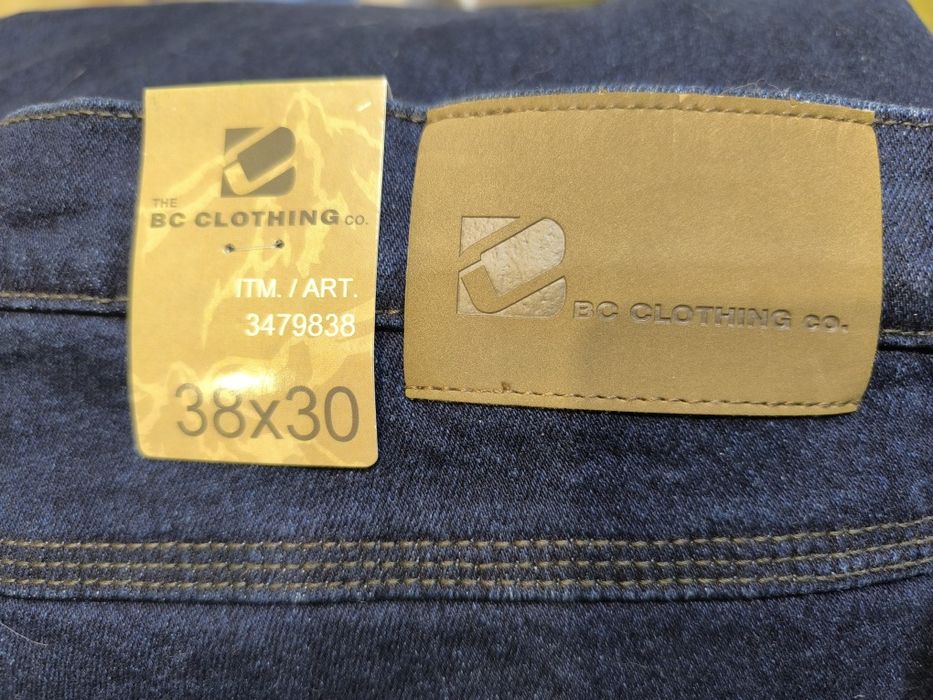 THE
BC CLOTHING CO.
ITM. / ART.
3479838
38x30
BC CLOTHING CO.